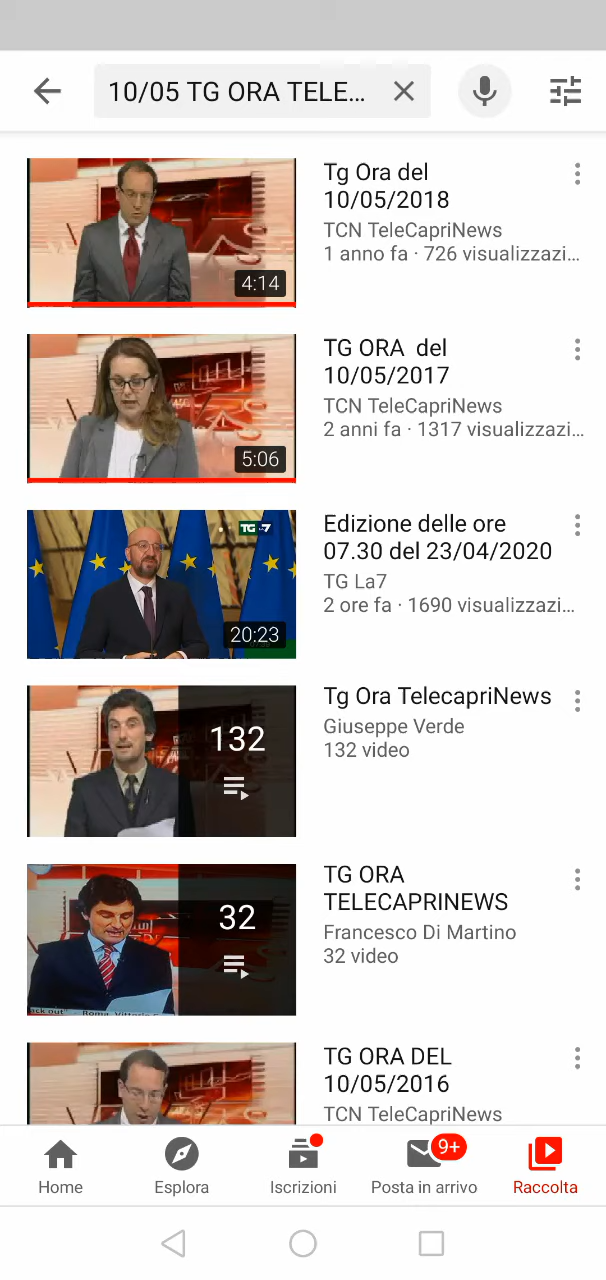 10/05 TG ORA TELE...
Tg Ora del
10/05/2018
TCN TeleCapriNews
1 anno fa · 726 visualizzazi...
4:14
TG ORA del
10/05/2017
TCN TeleCapriNews
2 anni fa · 1317 visualizzazi...
5:06
TG 7
Edizione delle ore
07.30 del 23/04/2020
TG La7
2 ore fa · 1690 visualizzazi...
20:23
Tg Ora TelecapriNews
Giuseppe Verde
132 video
132
TG ORA
TELECAPRINEWS
Francesco Di Martino
32 video
32
TG ORA DEL
10/05/2016
TCN TeleCapriNews
9+
Home
Esplora
Iscrizioni
Posta in arrivo
Raccolta